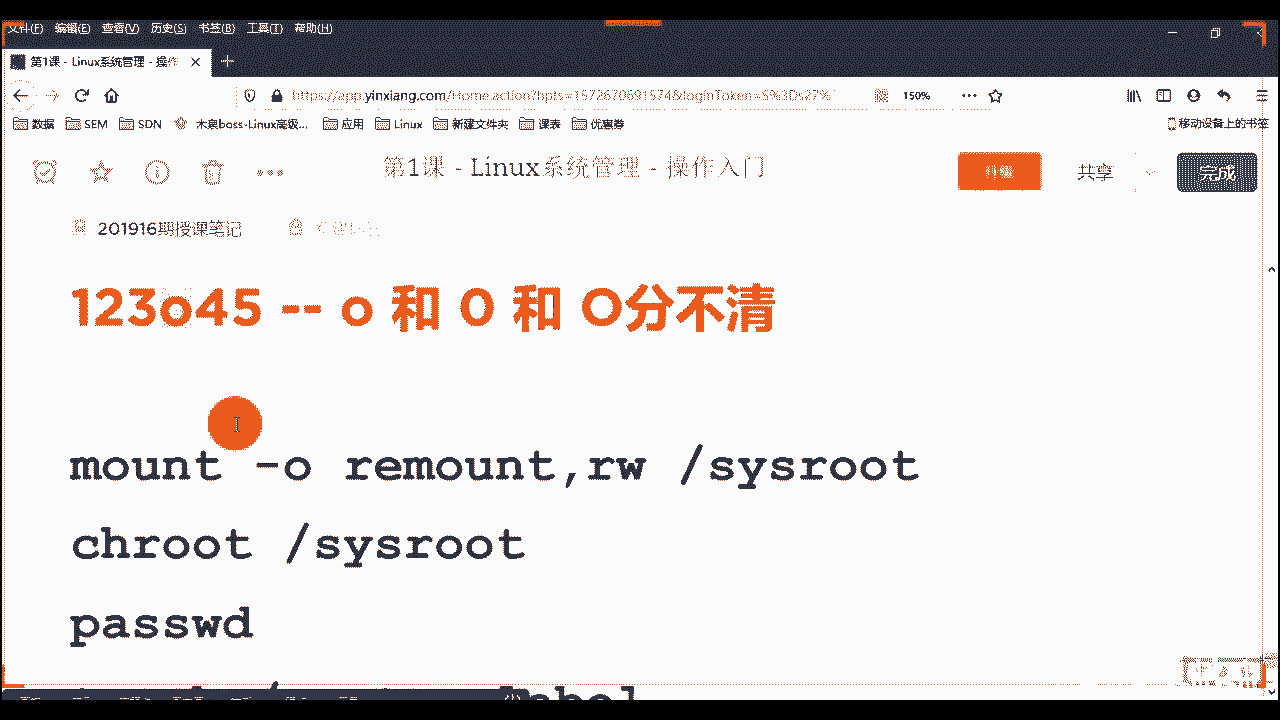 文件(F) 编辑(E) 查看(V) 历史(S) 书签(B) 工具(T) 帮助(H)
第1课 - Linux系统管理 - 操作
https://app.yinxiang.com/Home.action?bpts=1572670691574&loginToken=S%3Ds27%
150%
数据 SEM SDN 木泉boss-Linux高级... 应用 Linux 新建文件夹 课表 优惠券 移动设备上的书签
第1课 - Linux系统管理 - 操作入门
升级 共享 完成
201916期授课笔记
123o45 -- o 和 0 和 O分不清
mount -o remount,rw /sysroot
chroot /sysroot
passwd